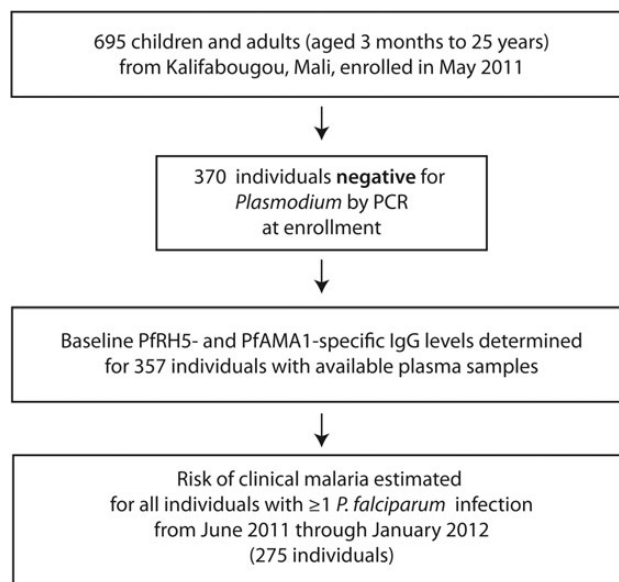 695 children and adults (aged 3 months to 25 years)
from Kalifabougou, Mali, enrolled in May 2011
370 individuals negative for
Plasmodium by PCR
at enrollment
Baseline PfRH5- and PfAMA1-specific IgG levels determined
for 357 individuals with available plasma samples
Risk of clinical malaria estimated
for all individuals with ≥1 P. falciparum infection
from June 2011 through January 2012
(275 individuals)